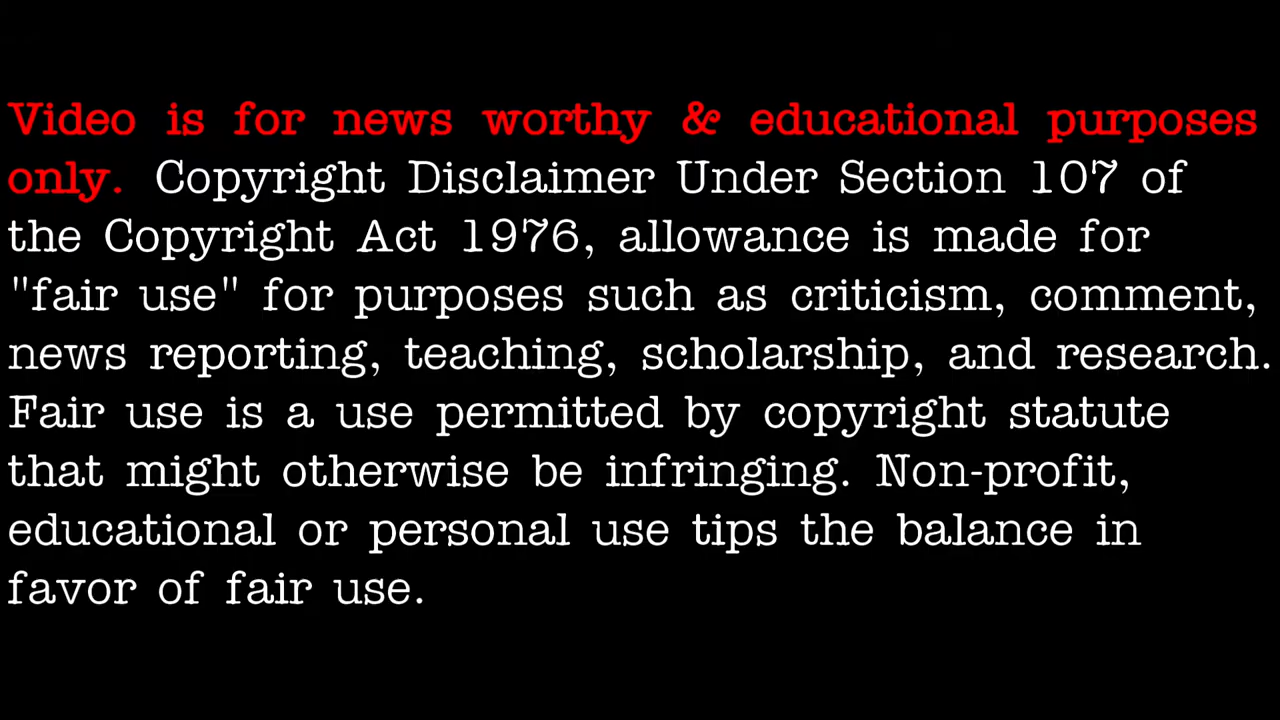 Video is for news worthy & educational purposes
only. Copyright Disclaimer Under Section 107 of
the Copyright Act 1976, allowance is made for
"fair use" for purposes such as criticism, comment,
news reporting, teaching, scholarship, and research.
Fair use is a use permitted by copyright statute
that might otherwise be infringing. Non-profit,
educational or personal use tips the balance in
favor of fair use.